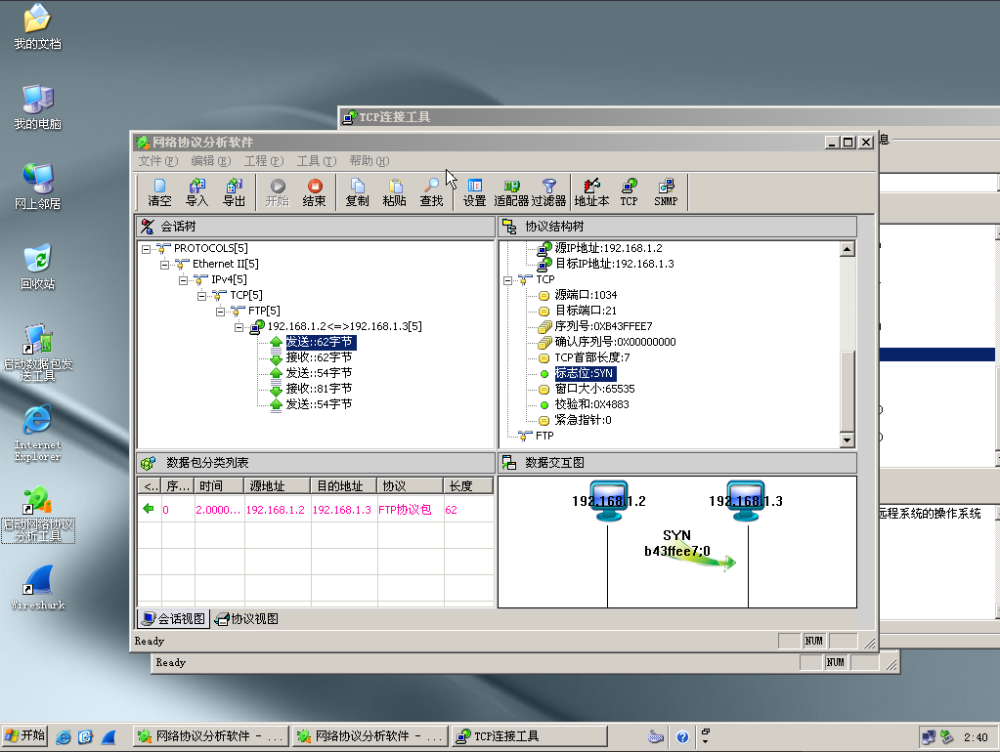 我的文档
我的电脑
网上邻居
回收站
启动数据包发
送工具
Internet
Explorer
启动网络协议
分析工具
Wireshark
TCP连接工具
息
网络协议分析软件
文件(F) 编辑(E) 工程(P) 工具(T) 帮助(H)
清空 导入 导出 开始 结束 复制 粘贴 查找 设置 适配器 过滤器 地址本 TCP SNMP
会话树
PROTOCOLS[5]
Ethernet II[5]
IPv4[5]
TCP[5]
FTP[5]
192.168.1.2<=>192.168.1.3[5]
发送::62字节
接收::62字节
发送::54字节
接收::81字节
发送::54字节
协议结构树
源IP地址:192.168.1.2
目标IP地址:192.168.1.3
TCP
源端口:1034
目标端口:21
序列号:0XB43FFEE7
确认序列号:0X00000000
TCP首部长度:7
标志位:SYN
窗口大小:65535
校验和:0X4883
紧急指针:0
FTP
数据包分类列表
<.. 序... 时间 源地址 目的地址 协议 长度
0 2.0000... 192.168.1.2 192.168.1.3 FTP协议包 62
数据交互图
192.168.1.2 192.168.1.3
SYN
b43ffee7;0
远程系统的操作系统
会话视图 协议视图
Ready NUM
Ready NUM
开始 网络协议分析软件 - ... 网络协议分析软件 - ... TCP连接工具 2:40